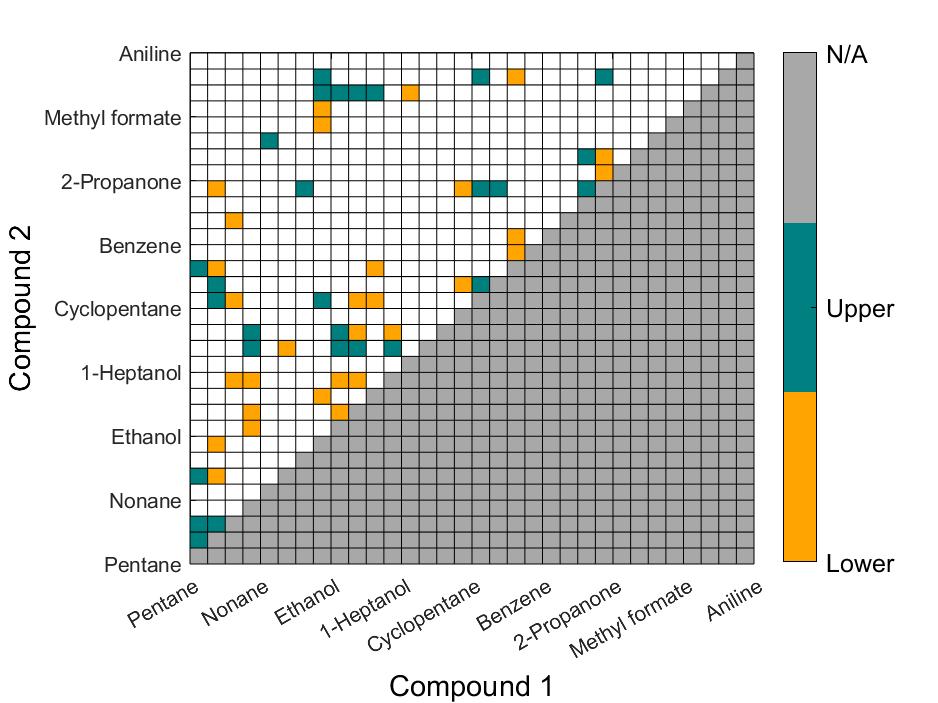 Aniline
Methyl formate
2-Propanone
Benzene
Cyclopentane
1-Heptanol
Ethanol
Nonane
Pentane
Compound 2
Pentane
Nonane
Ethanol
1-Heptanol
Cyclopentane
Benzene
2-Propanone
Methyl formate
Aniline
Compound 1
N/A
Upper
Lower